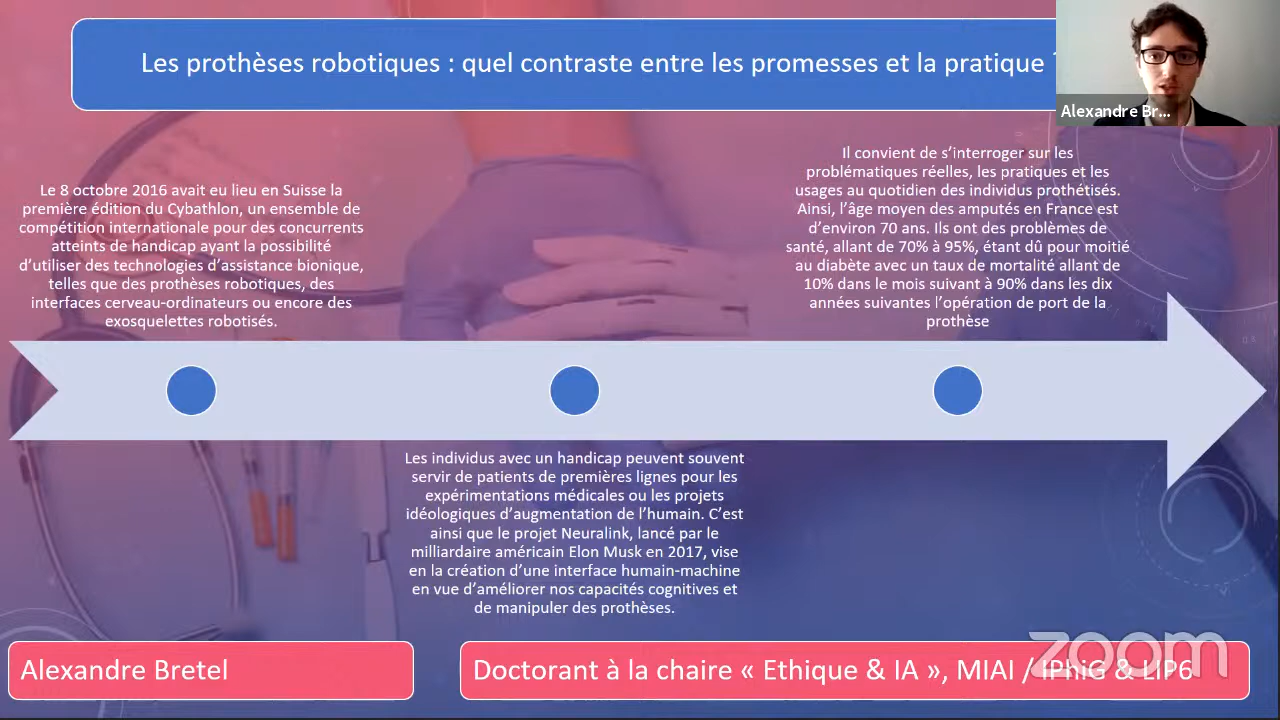 Les prothèses robotiques : quel contraste entre les promesses et la pratique ?
Alexandre Br...
Le 8 octobre 2016 avait eu lieu en Suisse la
première édition du Cybathlon, un ensemble de
compétition internationale pour des concurrents
atteints de handicap ayant la possibilité
d’utiliser des technologies d’assistance bionique,
telles que des prothèses robotiques, des
interfaces cerveau-ordinateurs ou encore des
exosquelettes robotisés.
Les individus avec un handicap peuvent souvent
servir de patients de premières lignes pour les
expérimentations médicales ou les projets
idéologiques d’augmentation de l’humain. C’est
ainsi que le projet Neuralink, lancé par le
milliardaire américain Elon Musk en 2017, vise
en la création d’une interface humain-machine
en vue d’améliorer nos capacités cognitives et
de manipuler des prothèses.
Il convient de s’interroger sur les
problématiques réelles, les pratiques et les
usages au quotidien des individus prothétisés.
Ainsi, l’âge moyen des amputés en France est
d’environ 70 ans. Ils ont des problèmes de
santé, allant de 70% à 95%, étant dû pour moitié
au diabète avec un taux de mortalité allant de
10% dans le mois suivant à 90% dans les dix
années suivantes l’opération de port de la
prothèse
Alexandre Bretel
Doctorant à la chaire « Ethique & IA », MIAI / IPhiG & LIP6
zoom